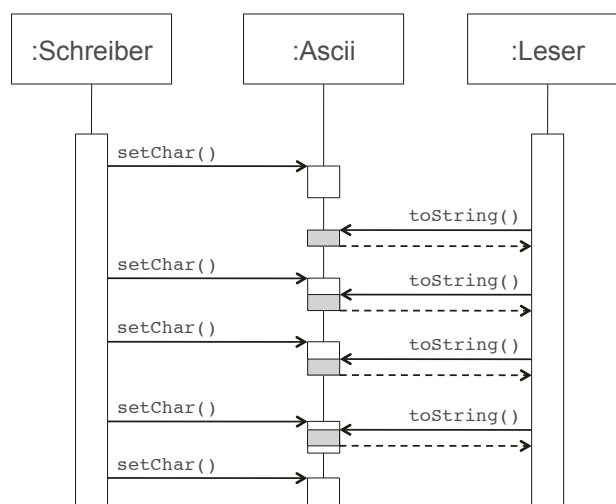 :Schreiber
:Ascii
:Leser
setChar()
toString()
setChar()
toString()
setChar()
toString()
setChar()
toString()
setChar()